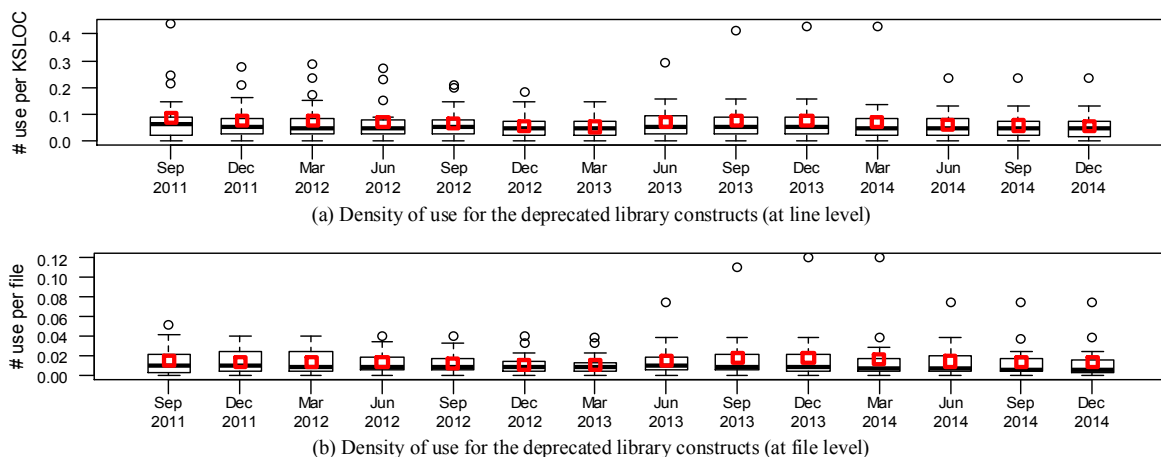 # use per KSLOC
0.4
0.3
0.2
0.1
0.0
Sep Dec Mar Jun Sep Dec Mar Jun Sep Dec Mar Jun Sep Dec
2011 2011 2012 2012 2012 2012 2013 2013 2013 2013 2014 2014 2014 2014
(a) Density of use for the deprecated library constructs (at line level)
# use per file
0.12
0.10
0.08
0.06
0.04
0.02
0.00
Sep Dec Mar Jun Sep Dec Mar Jun Sep Dec Mar Jun Sep Dec
2011 2011 2012 2012 2012 2012 2013 2013 2013 2013 2014 2014 2014 2014
(b) Density of use for the deprecated library constructs (at file level)